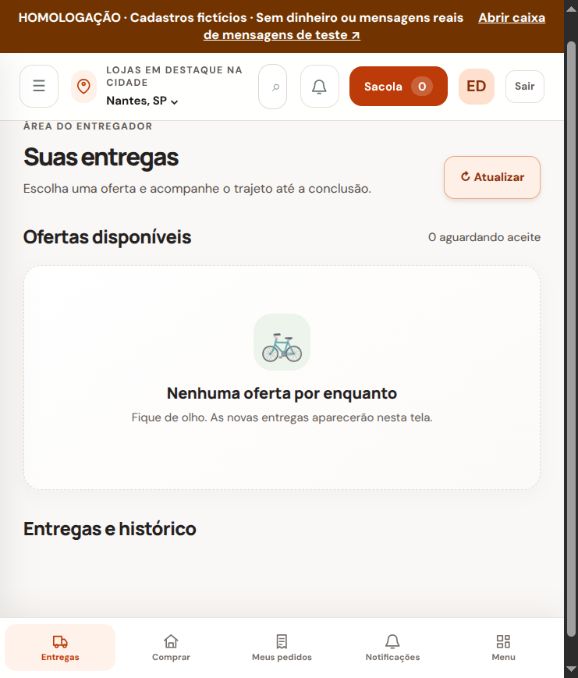 HOMOLOGAÇÃO · Cadastros fictícios · Sem dinheiro ou mensagens reais Abrir caixa
de mensagens de teste ↗
LOJAS EM DESTAQUE NA
CIDADE
Nantes, SP
Sacola 0
ED
Sair
ÁREA DO ENTREGADOR
Suas entregas
Escolha uma oferta e acompanhe o trajeto até a conclusão.
↻ Atualizar
Ofertas disponíveis
0 aguardando aceite
Nenhuma oferta por enquanto
Fique de olho. As novas entregas aparecerão nesta tela.
Entregas e histórico
Entregas
Comprar
Meus pedidos
Notificações
Menu